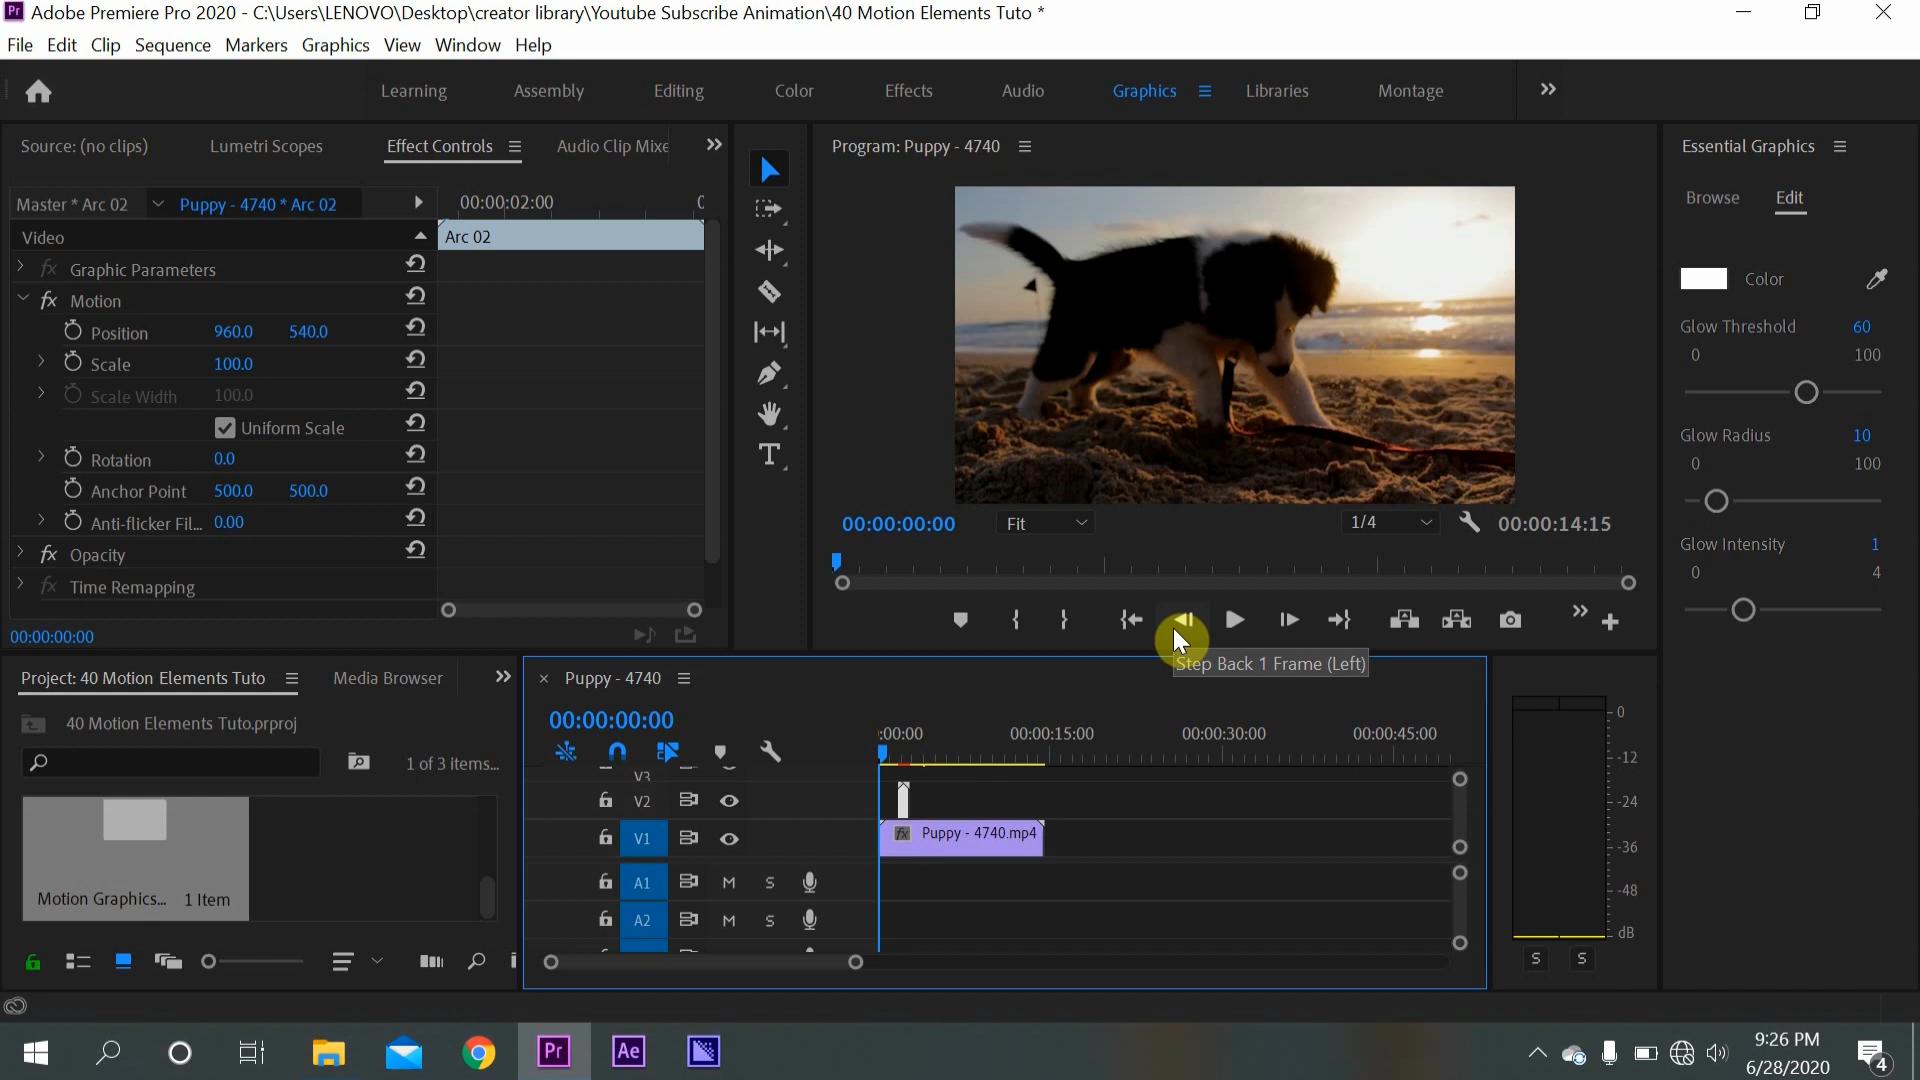 Pr Adobe Premiere Pro 2020 - C:\Users\LENOVO\Desktop\creator library\Youtube Subscribe Animation\40 Motion Elements Tuto *
File Edit Clip Sequence Markers Graphics View Window Help
Learning Assembly Editing Color Effects Audio Graphics Libraries Montage
Source: (no clips) Lumetri Scopes Effect Controls Audio Clip Mixe
Program: Puppy - 4740
Essential Graphics
Browse Edit
Master * Arc 02 Puppy - 4740 * Arc 02 00:00:02:00 0
Video Arc 02
fx Graphic Parameters
fx Motion
Position 960.0 540.0
Scale 100.0
Scale Width 100.0
Uniform Scale
Rotation 0.0
Anchor Point 500.0 500.0
Anti-flicker Fil... 0.00
fx Opacity
fx Time Remapping
00:00:00:00
Color
Glow Threshold 60
0 100
Glow Radius 10
0 100
Glow Intensity 1
0 4
00:00:00:00 Fit 1/4 00:00:14:15
Step Back 1 Frame (Left)
Project: 40 Motion Elements Tuto Media Browser
40 Motion Elements Tuto.prproj
1 of 3 items...
Motion Graphics... 1 Item
× Puppy - 4740
00:00:00:00
:00:00 00:00:15:00 00:00:30:00 00:00:45:00
V3
V2
V1 fx Puppy - 4740.mp4
A1 M S
A2 M S
0
-12
-24
-36
-48
dB
S S
T
Pr Ae
9:26 PM
6/28/2020
4